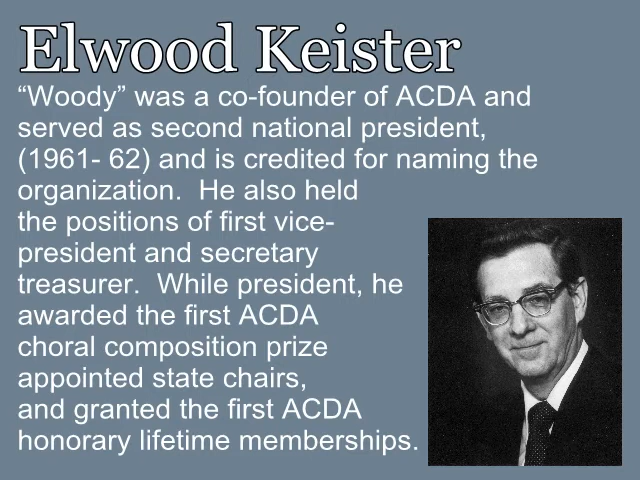 Elwood Keister
“Woody” was a co-founder of ACDA and
served as second national president,
(1961- 62) and is credited for naming the
organization.  He also held
the positions of first vice-
president and secretary
treasurer.  While president, he
awarded the first ACDA
choral composition prize
appointed state chairs,
and granted the first ACDA
honorary lifetime memberships.